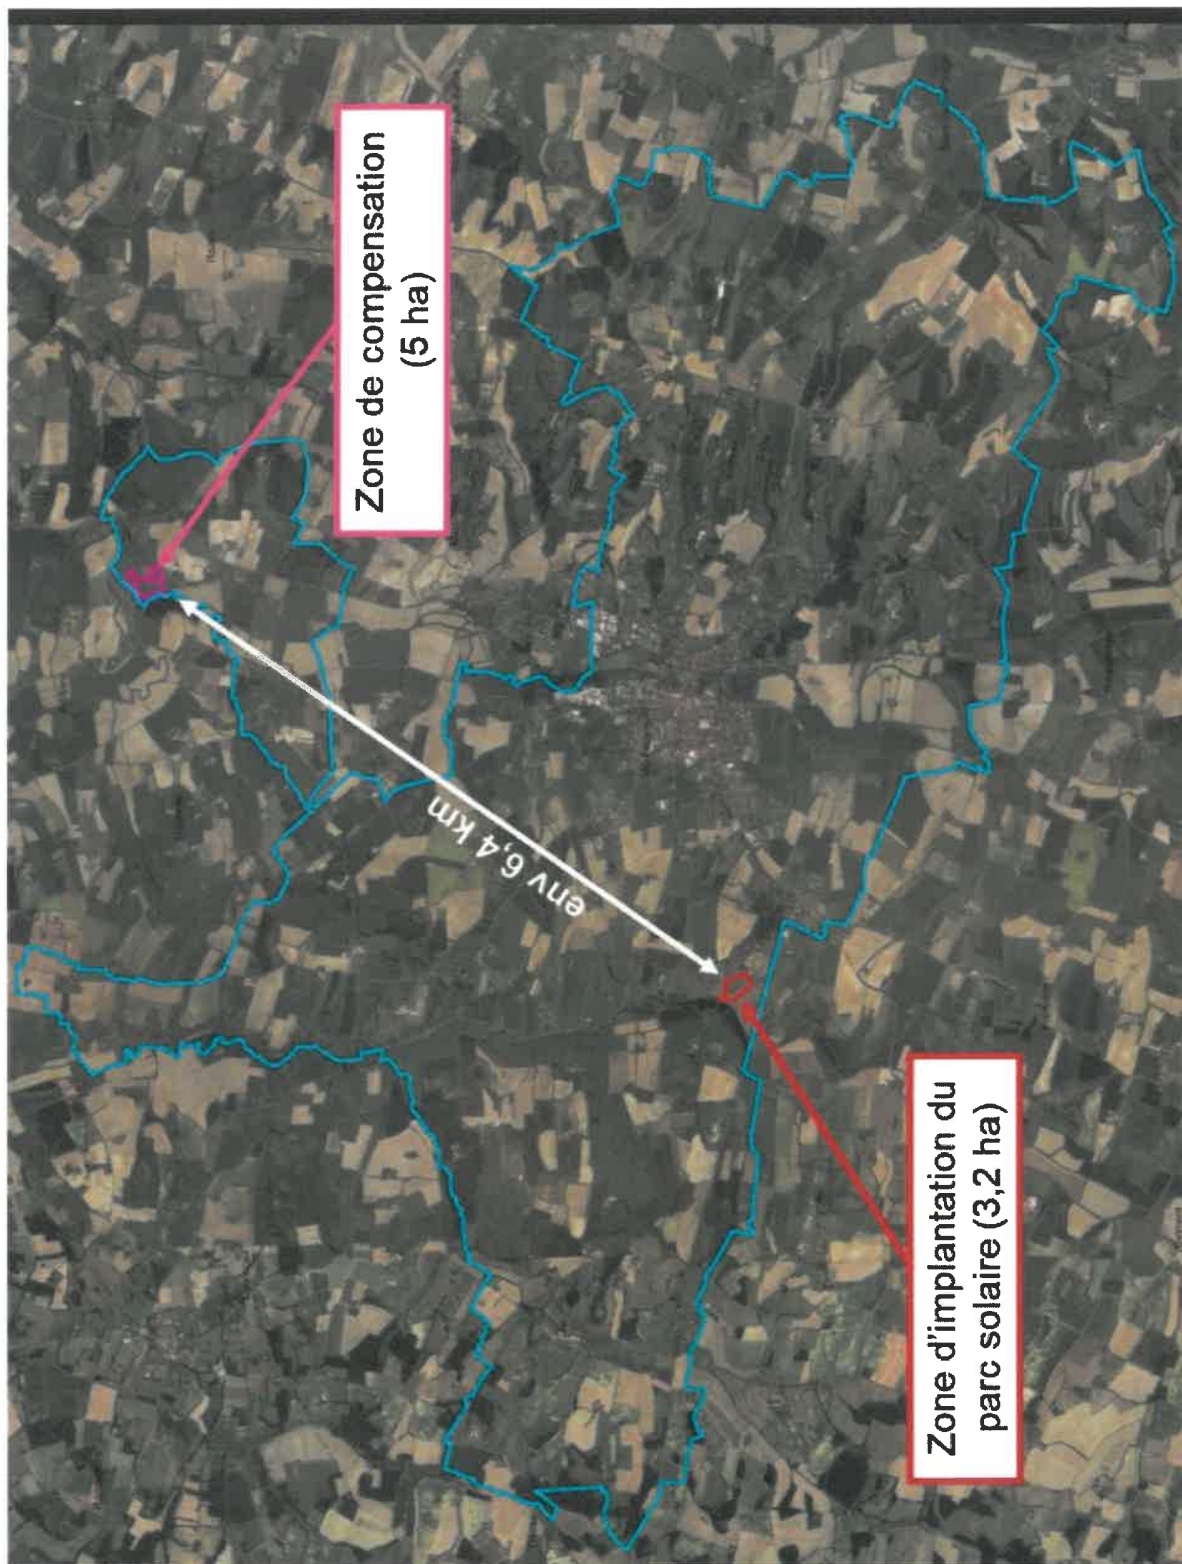 Zone de compensation
(5 ha)
env 6,4 km
Zone d'implantation du
parc solaire (3,2 ha)